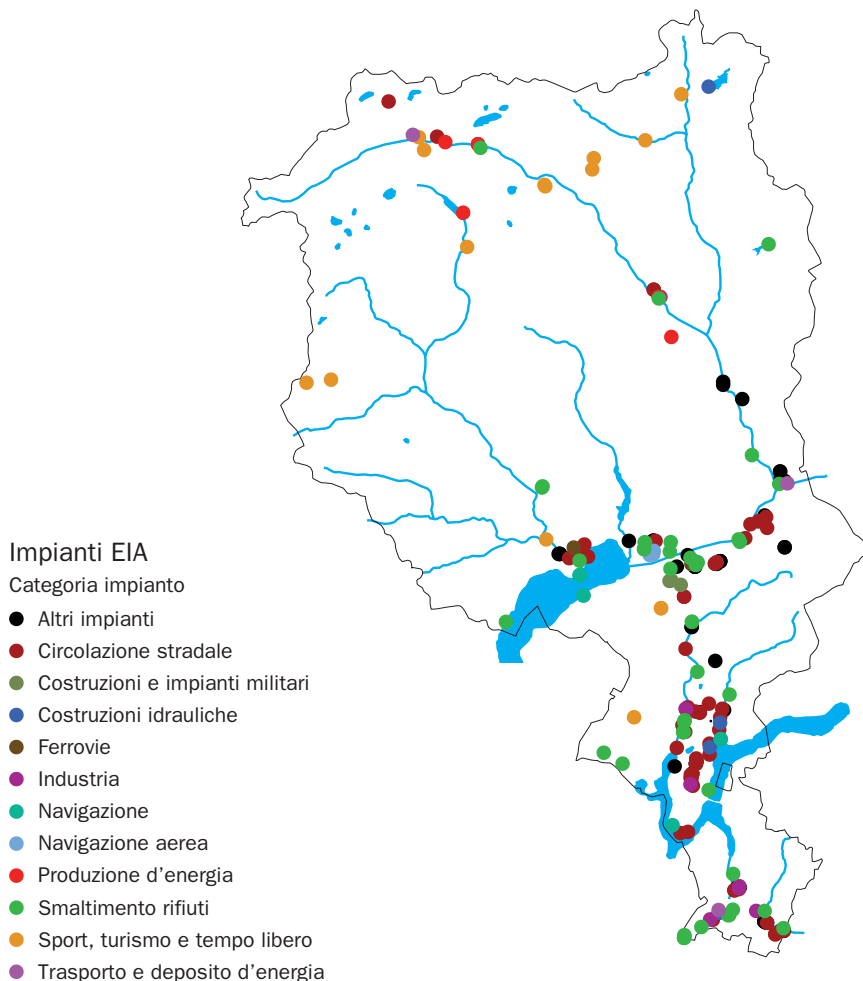 Impianti EIA
Categoria impianto
Altri impianti
Circolazione stradale
Costruzioni e impianti militari
Costruzioni idrauliche
Ferrovie
Industria
Navigazione
Navigazione aerea
Produzione d'energia
Smaltimento rifiuti
Sport, turismo e tempo libero
Trasporto e deposito d'energia